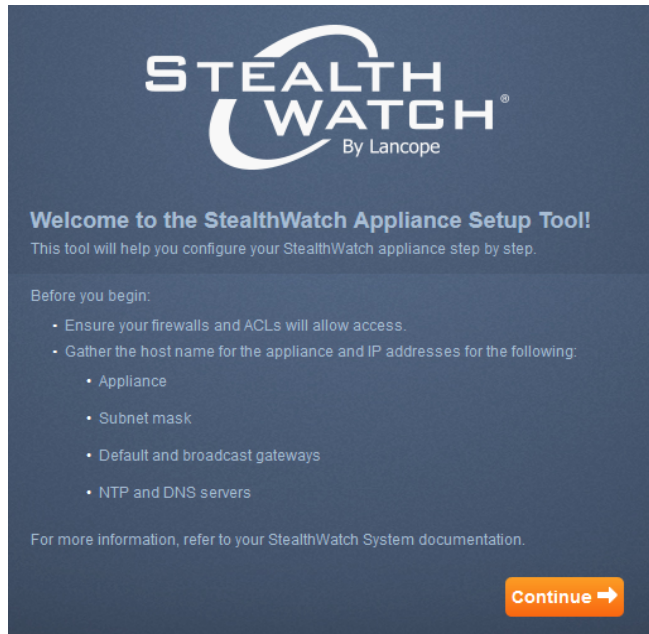 STEALTH
WATCH®
By Lancope
Welcome to the StealthWatch Appliance Setup Tool!
This tool will help you configure your StealthWatch appliance step by step.
Before you begin:
- Ensure your firewalls and ACLs will allow access.
- Gather the host name for the appliance and IP addresses for the following:
• Appliance
• Subnet mask
• Default and broadcast gateways
• NTP and DNS servers
For more information, refer to your StealthWatch System documentation.
Continue ➡